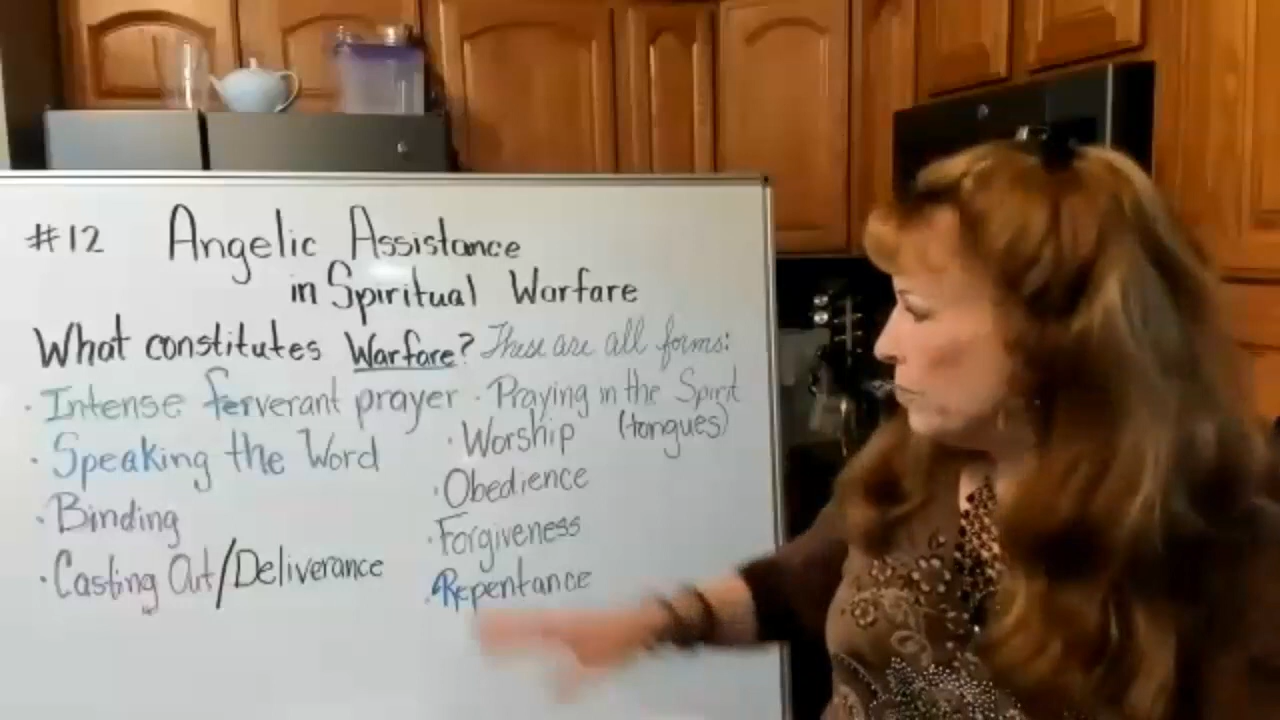 #12 Angelic Assistance
in Spiritual Warfare
What constitutes Warfare? These are all forms:
· Intense ferverant prayer
· Speaking the Word
· Binding
· Casting Out/Deliverance
· Praying in the Spirit
(tongues)
· Worship
· Obedience
· Forgiveness
· Repentance